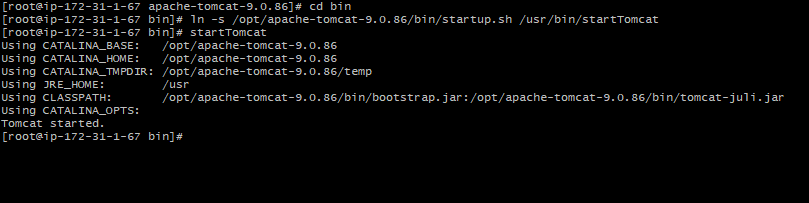 [root@ip-172-31-1-67 apache-tomcat-9.0.86]# cd bin
[root@ip-172-31-1-67 bin]# ln -s /opt/apache-tomcat-9.0.86/bin/startup.sh /usr/bin/startTomcat
[root@ip-172-31-1-67 bin]# startTomcat
Using CATALINA_BASE:   /opt/apache-tomcat-9.0.86
Using CATALINA_HOME:   /opt/apache-tomcat-9.0.86
Using CATALINA_TMPDIR: /opt/apache-tomcat-9.0.86/temp
Using JRE_HOME:        /usr
Using CLASSPATH:       /opt/apache-tomcat-9.0.86/bin/bootstrap.jar:/opt/apache-tomcat-9.0.86/bin/tomcat-juli.jar
Using CATALINA_OPTS:
Tomcat started.
[root@ip-172-31-1-67 bin]#